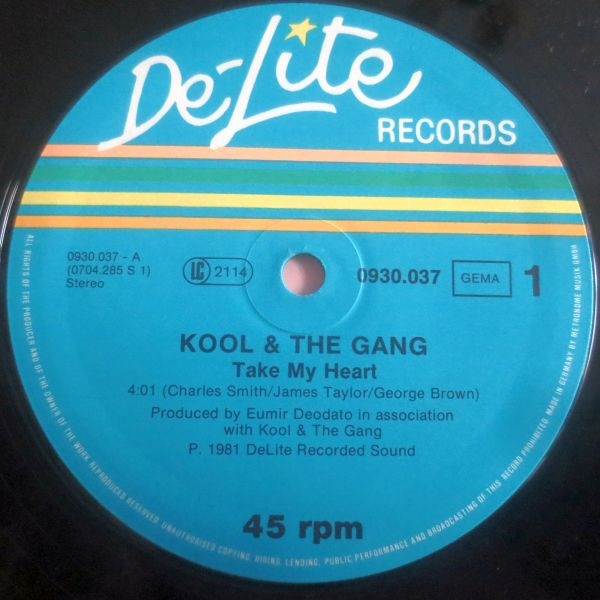 De-Lite
RECORDS
0930.037 - A
(0704.285 S 1)
Stereo
LC 2114
0930.037
GEMA
1
KOOL & THE GANG
Take My Heart
4:01 (Charles Smith/James Taylor/George Brown)
Produced by Eumir Deodato in association
with Kool & The Gang
P. 1981 DeLite Recorded Sound
45 rpm
ALL RIGHTS OF THE PRODUCER AND OF THE OWNER OF THE WORK REPRODUCED RESERVED. UNAUTHORISED COPYING, HIRING, LENDING, PUBLIC PERFORMANCE AND BROADCASTING OF THIS RECORD PROHIBITED. MADE IN GERMANY BY METRONOME MUSIK GMBH